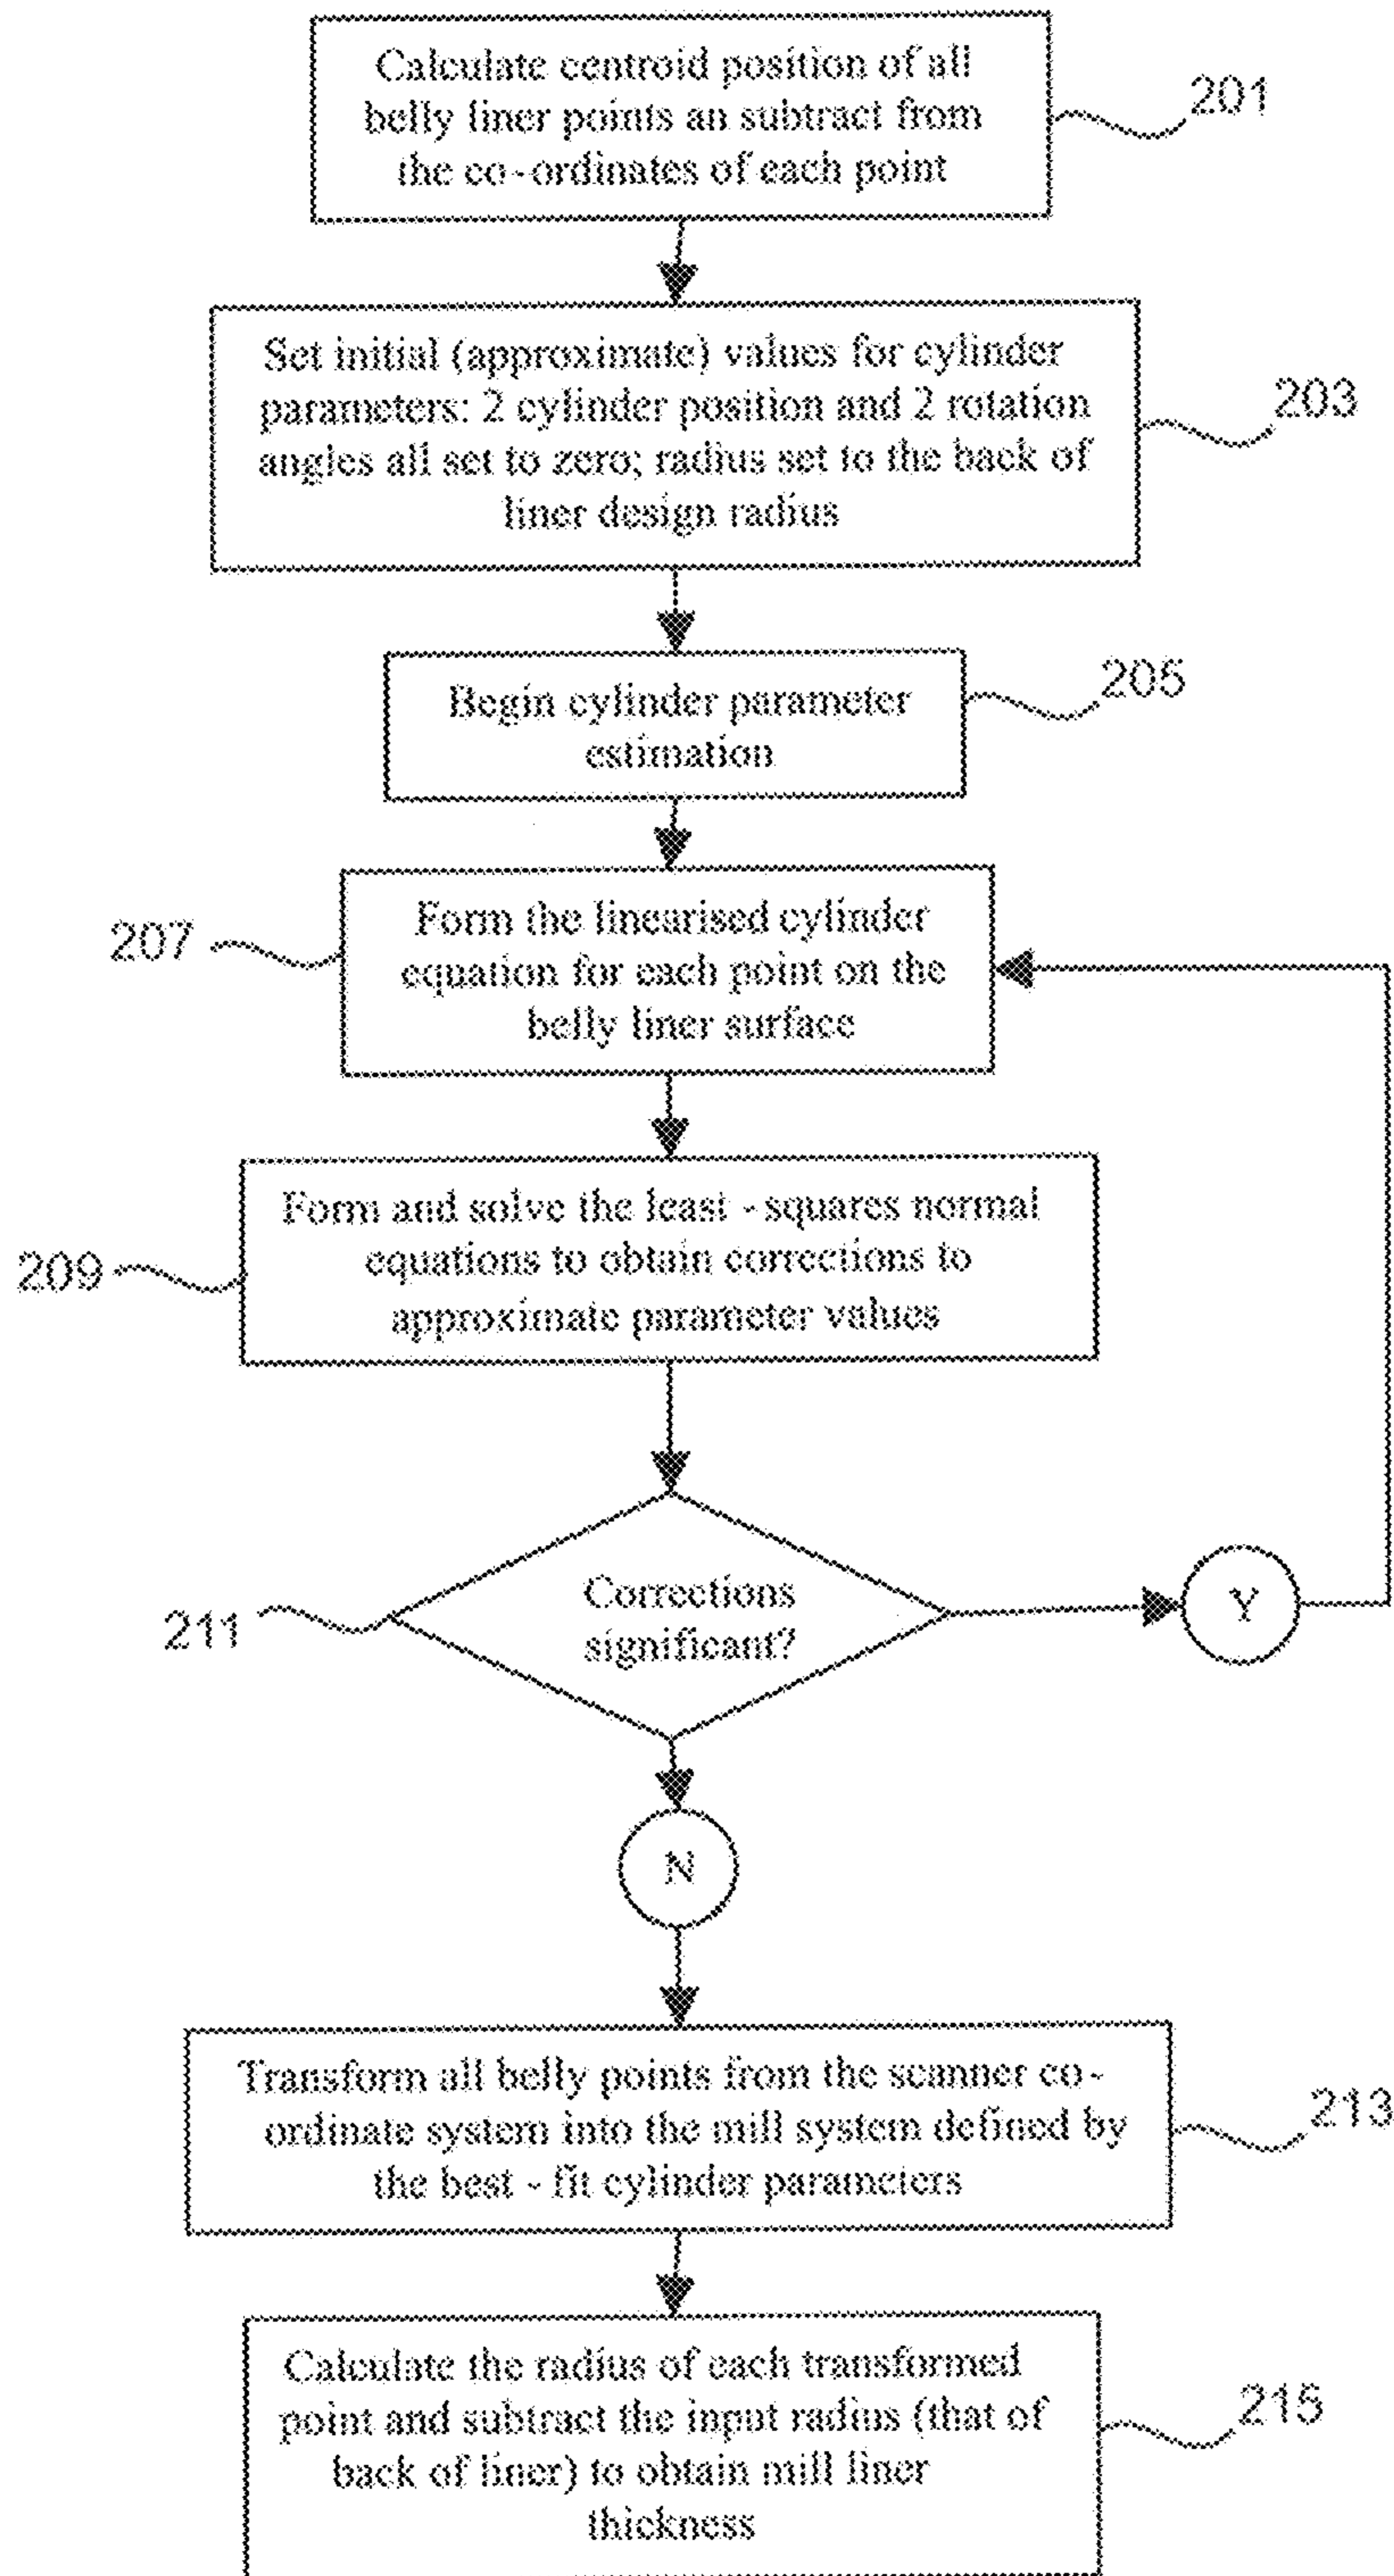 Calculate centroid position of all
belly liner points an subtract from
the co-ordinates of each point
201
Set initial (approximate) values for cylinder
parameters: 2 cylinder position and 2 rotation
angles all set to zero; radius set to the back of
liner design radius
203
Begin cylinder parameter
estimation
205
Form the linearised cylinder
equation for each point on the
belly liner surface
207
Form and solve the least - squares normal
equations to obtain corrections to
approximate parameter values
209
Corrections
significant?
211
Y
N
Transform all belly points from the scanner co-
ordinate system into the mill system defined by
the best - fit cylinder parameters
213
Calculate the radius of each transformed
point and subtract the input radius (that of
back of liner) to obtain mill liner
thickness
215